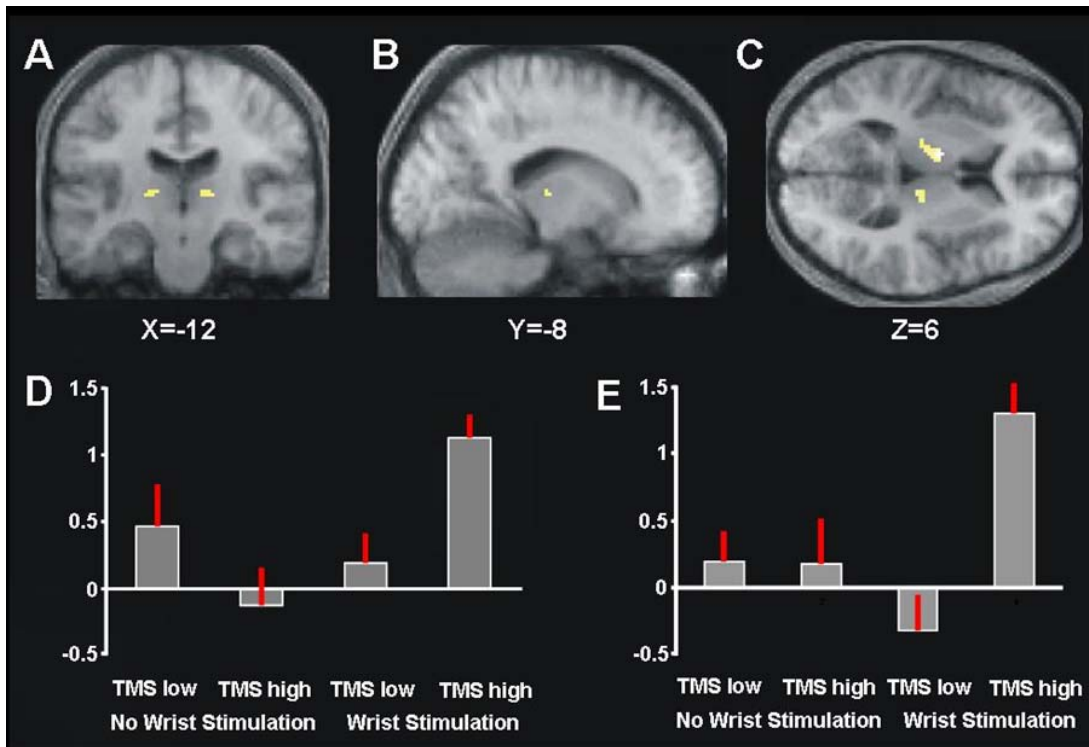 A B C
X=-12 Y=-8 Z=6
D
1.5
1
0.5
0
-0.5
TMS low TMS high TMS low TMS high
No Wrist Stimulation Wrist Stimulation
E
1.5
1
0.5
0
-0.5
TMS low TMS high TMS low TMS high
No Wrist Stimulation Wrist Stimulation